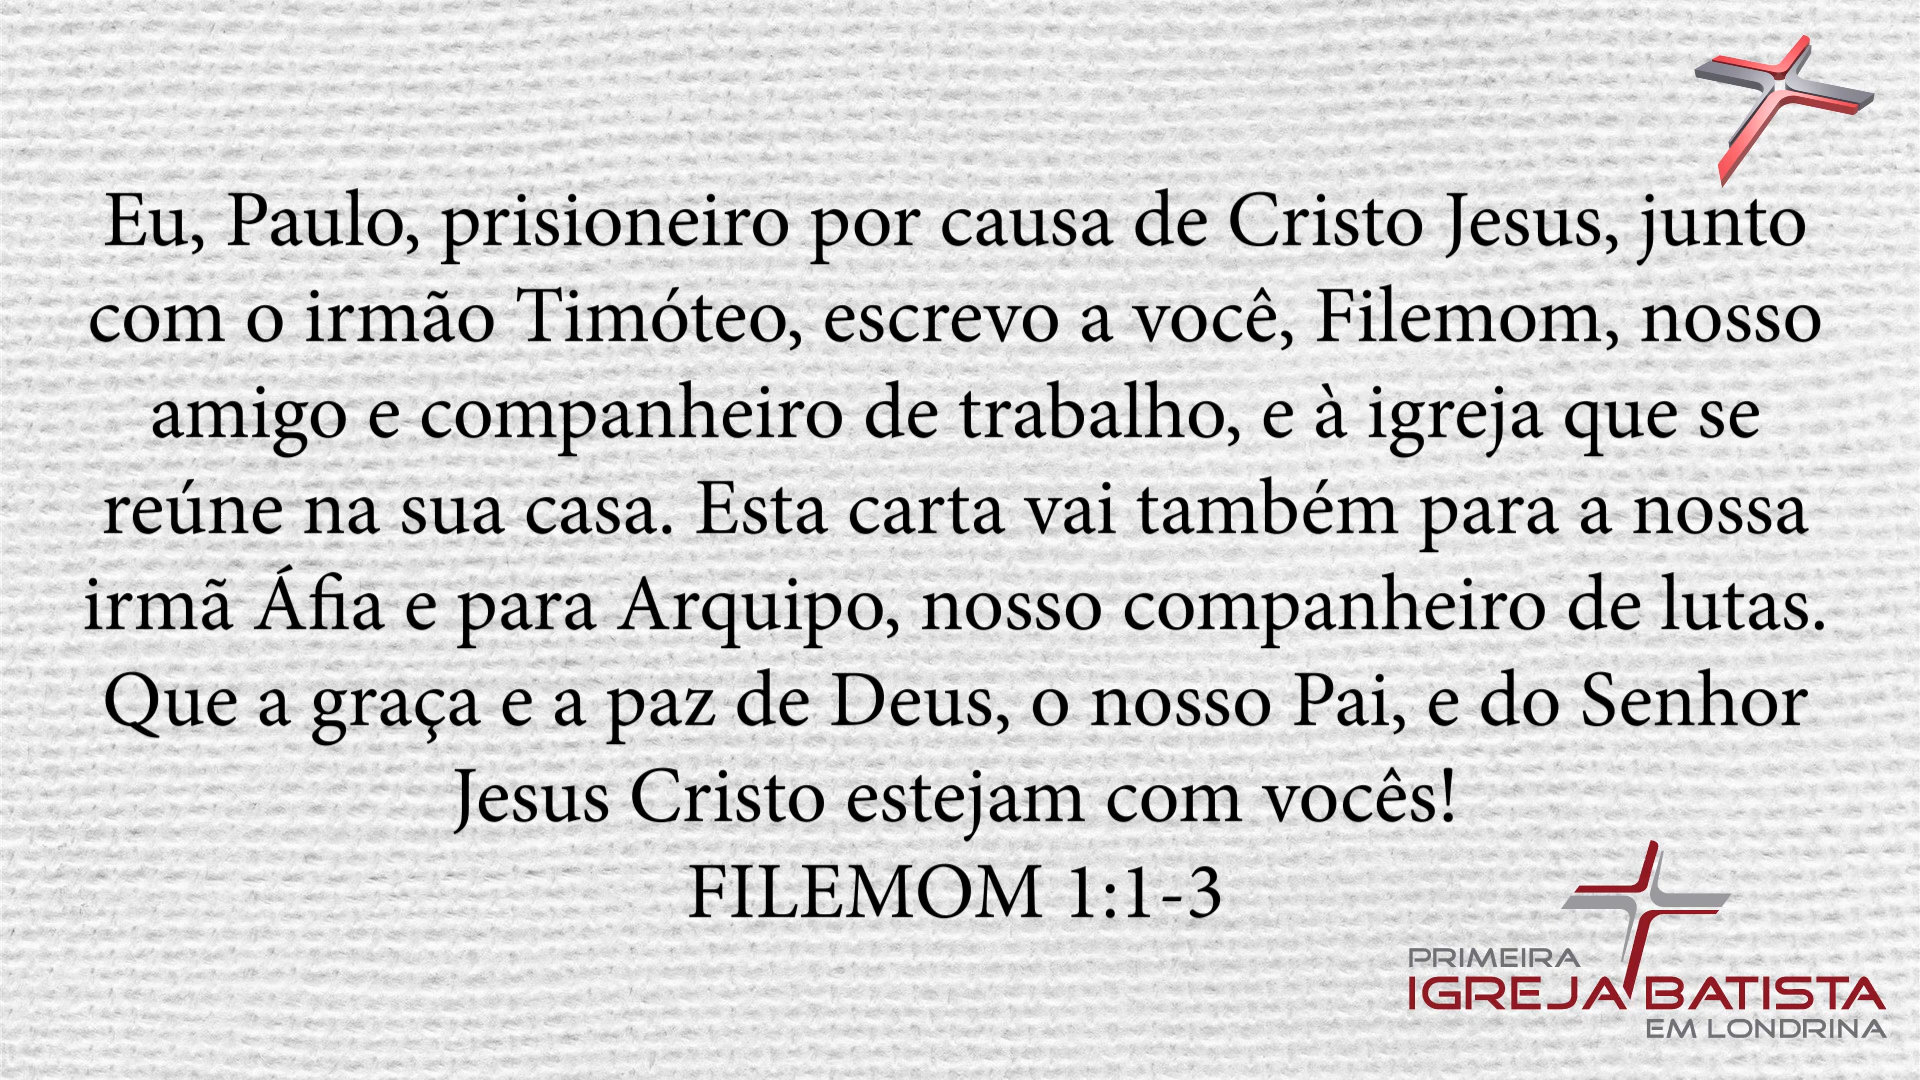 Eu, Paulo, prisioneiro por causa de Cristo Jesus, junto
com o irmão Timóteo, escrevo a você, Filemom, nosso
amigo e companheiro de trabalho, e à igreja que se
reúne na sua casa. Esta carta vai também para a nossa
irmã Áfia e para Arquipo, nosso companheiro de lutas.
Que a graça e a paz de Deus, o nosso Pai, e do Senhor
Jesus Cristo estejam com vocês!
FILEMOM 1:1-3
PRIMEIRA
IGREJA BATISTA
EM LONDRINA